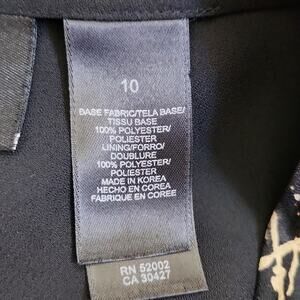 10
BASE FABRIC/TELA BASE/
TISSU BASE
100% POLYESTER/
POLIESTER
LINING/FORRO/
DOUBLURE
100% POLYESTER/
POLIESTER
MADE IN KOREA
HECHO EN COREA
FABRIQUE EN COREE
RN 52002
CA 30427